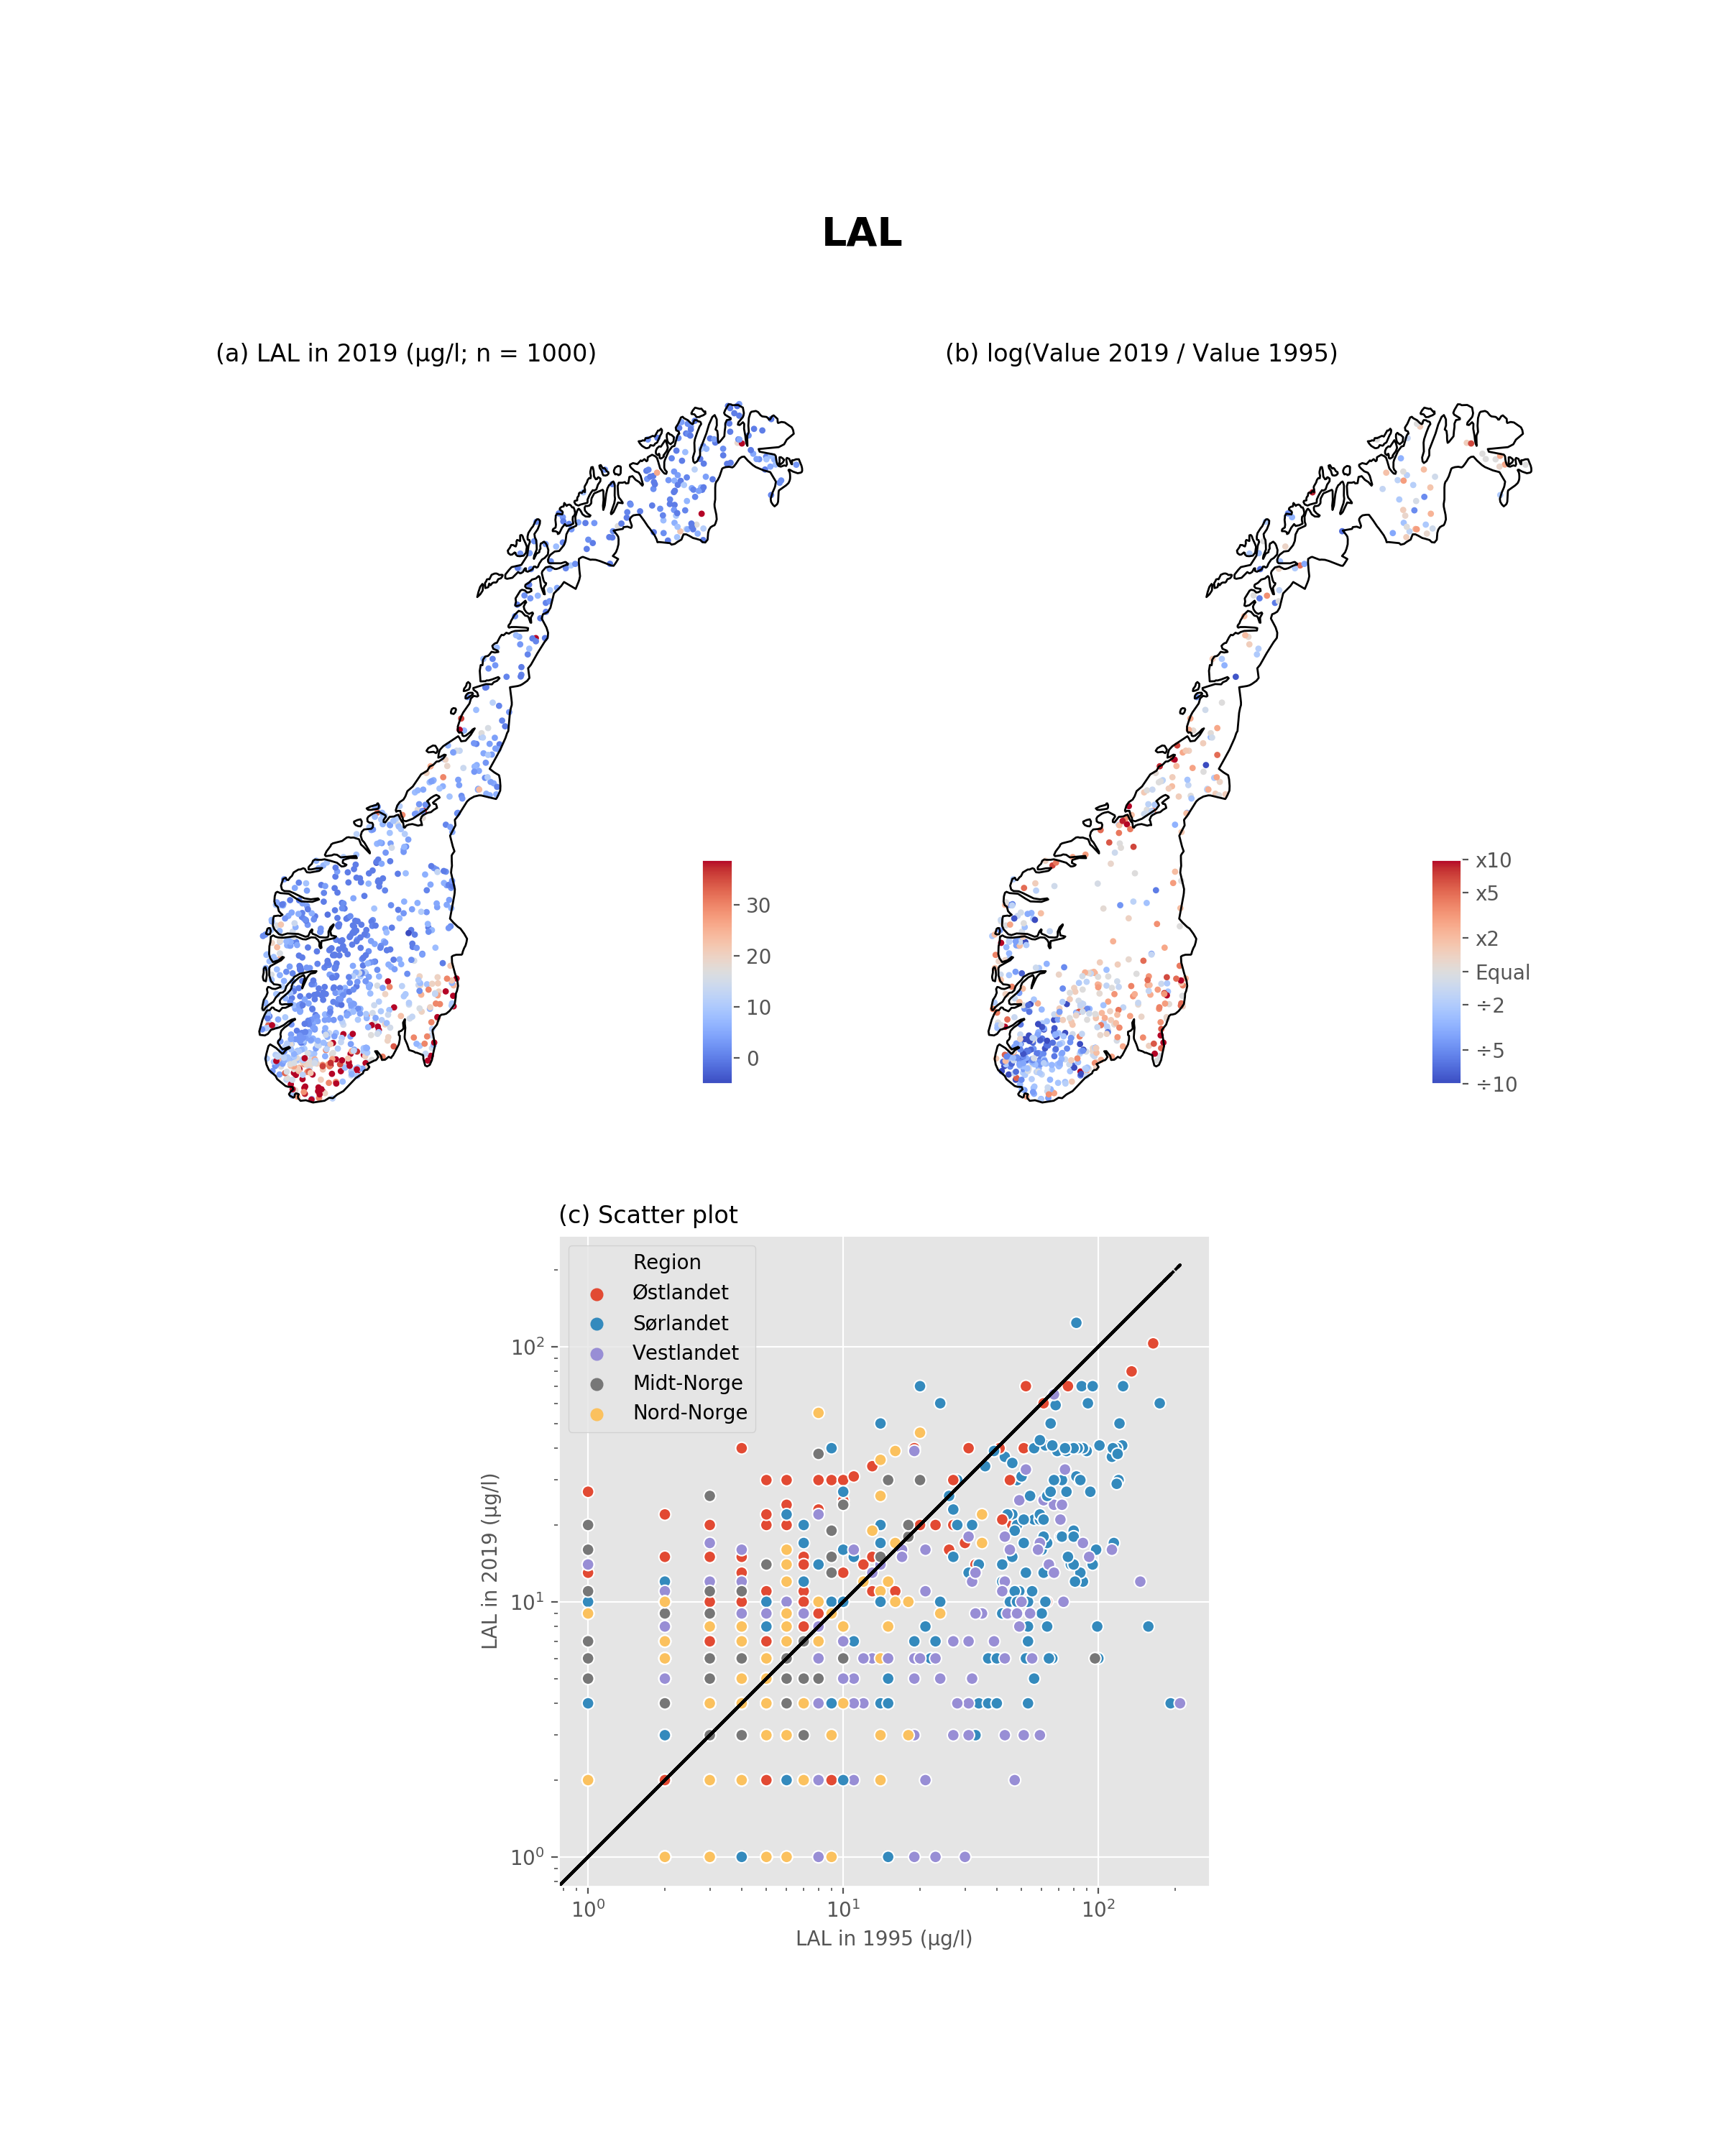 LAL
(a) LAL in 2019 (µg/l; n = 1000)
(b) log(Value 2019 / Value 1995)
30
20
10
0
x10
x5
x2
Equal
÷2
÷5
÷10
(c) Scatter plot
Region
Østlandet
Sørlandet
Vestlandet
Midt-Norge
Nord-Norge
10²
10¹
10⁰
LAL in 2019 (µg/l)
10⁰ 10¹ 10²
LAL in 1995 (µg/l)